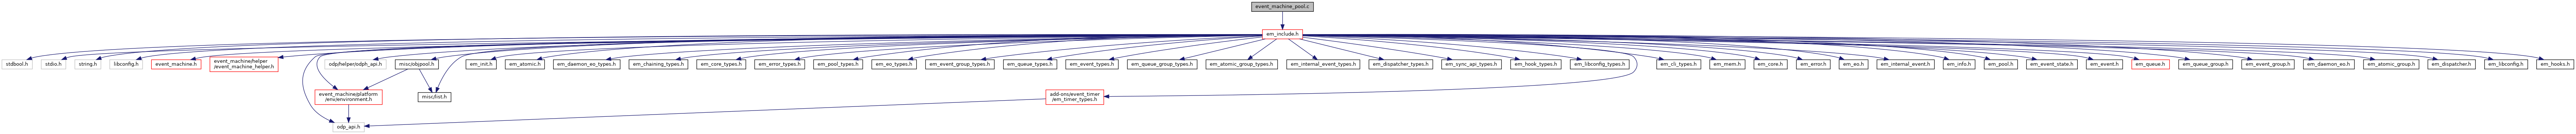 event_machine_pool.c
em_include.h
stdbool.h
stdio.h
string.h
libconfig.h
event_machine.h
event_machine/helper
/event_machine_helper.h
odp/helper/odph_api.h
misc/objpool.h
em_init.h
em_atomic.h
em_daemon_eo_types.h
em_chaining_types.h
em_core_types.h
em_error_types.h
em_pool_types.h
em_eo_types.h
em_event_group_types.h
em_queue_types.h
em_event_types.h
em_queue_group_types.h
em_atomic_group_types.h
em_internal_event_types.h
em_dispatcher_types.h
em_sync_api_types.h
em_hook_types.h
em_libconfig_types.h
em_cli_types.h
em_mem.h
em_core.h
em_error.h
em_eo.h
em_internal_event.h
em_info.h
em_pool.h
em_event_state.h
em_event.h
em_queue.h
em_queue_group.h
em_event_group.h
em_daemon_eo.h
em_atomic_group.h
em_dispatcher.h
em_libconfig.h
em_hooks.h
event_machine/platform
/env/environment.h
misc/list.h
add-ons/event_timer
/em_timer_types.h
odp_api.h